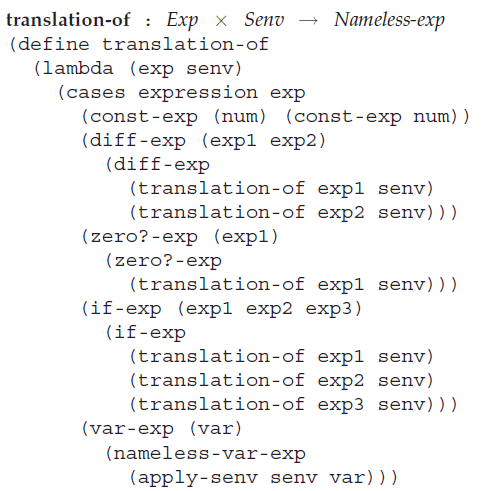 translation-of : Exp × Senv → Nameless-exp
(define translation-of
  (lambda (exp senv)
    (cases expression exp
      (const-exp (num) (const-exp num))
      (diff-exp (exp1 exp2)
        (diff-exp
          (translation-of exp1 senv)
          (translation-of exp2 senv)))
      (zero?-exp (exp1)
        (zero?-exp
          (translation-of exp1 senv)))
      (if-exp (exp1 exp2 exp3)
        (if-exp
          (translation-of exp1 senv)
          (translation-of exp2 senv)
          (translation-of exp3 senv)))
      (var-exp (var)
        (nameless-var-exp
          (apply-senv senv var)))